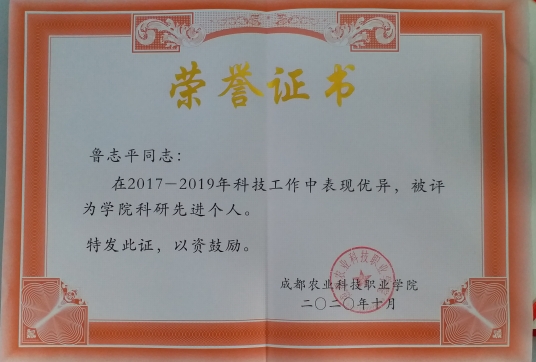 荣誉证书
鲁志平同志：
在2017－2019年科技工作中表现优异，被评
为学院科研先进个人。
特发此证，以资鼓励。
成都农业科技职业学院
二〇二〇年十月